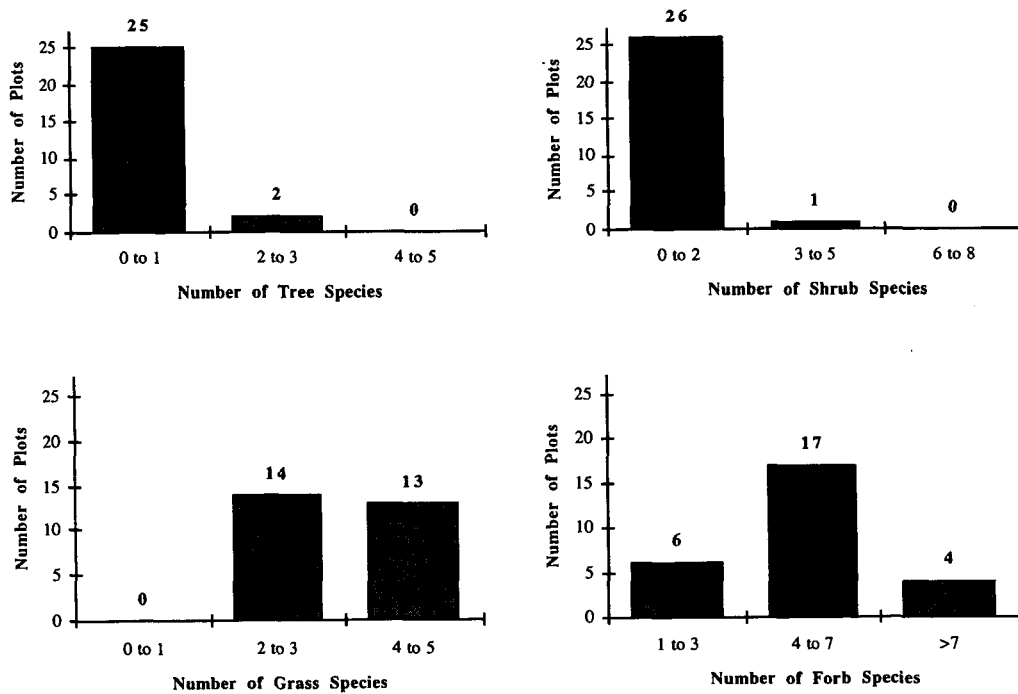 25
Number of Plots
25
20
15
10
5
0
2
0
0 to 1
2 to 3
4 to 5
Number of Tree Species
26
Number of Plots
25
20
15
10
5
0
1
0
0 to 2
3 to 5
6 to 8
Number of Shrub Species
Number of Plots
25
20
15
10
5
0
0
14
13
0 to 1
2 to 3
4 to 5
Number of Grass Species
Number of Plots
25
20
15
10
5
0
6
17
4
1 to 3
4 to 7
>7
Number of Forb Species